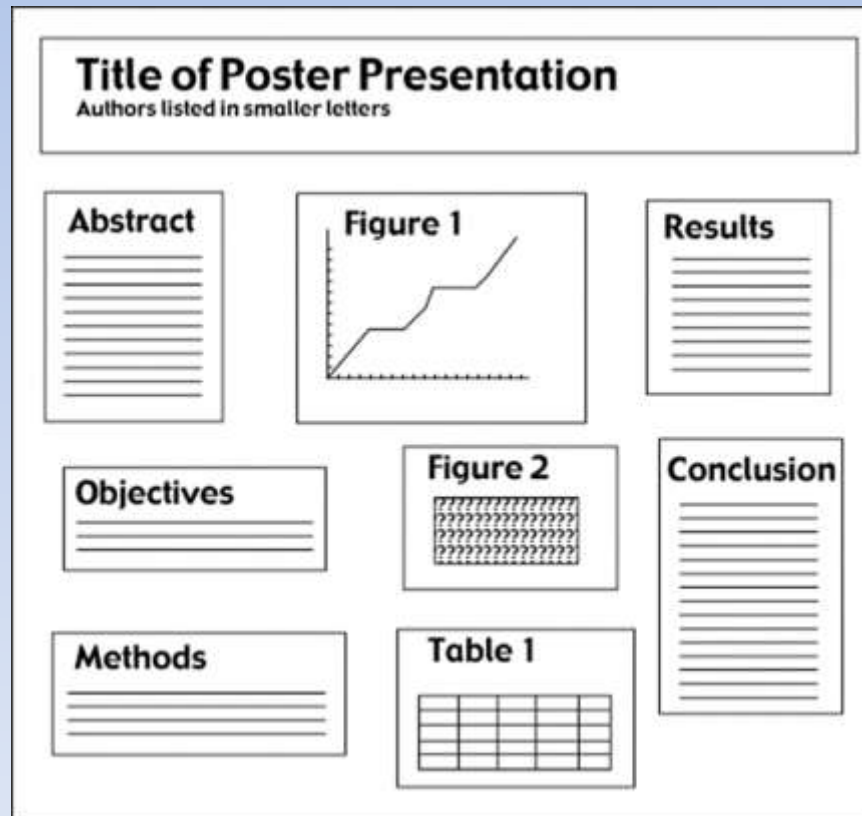 Title of Poster Presentation
Authors listed in smaller letters
Abstract
Objectives
Methods
Figure 1
Figure 2
????????????????
????????????????
????????????????
????????????????
Table 1
Results
Conclusion